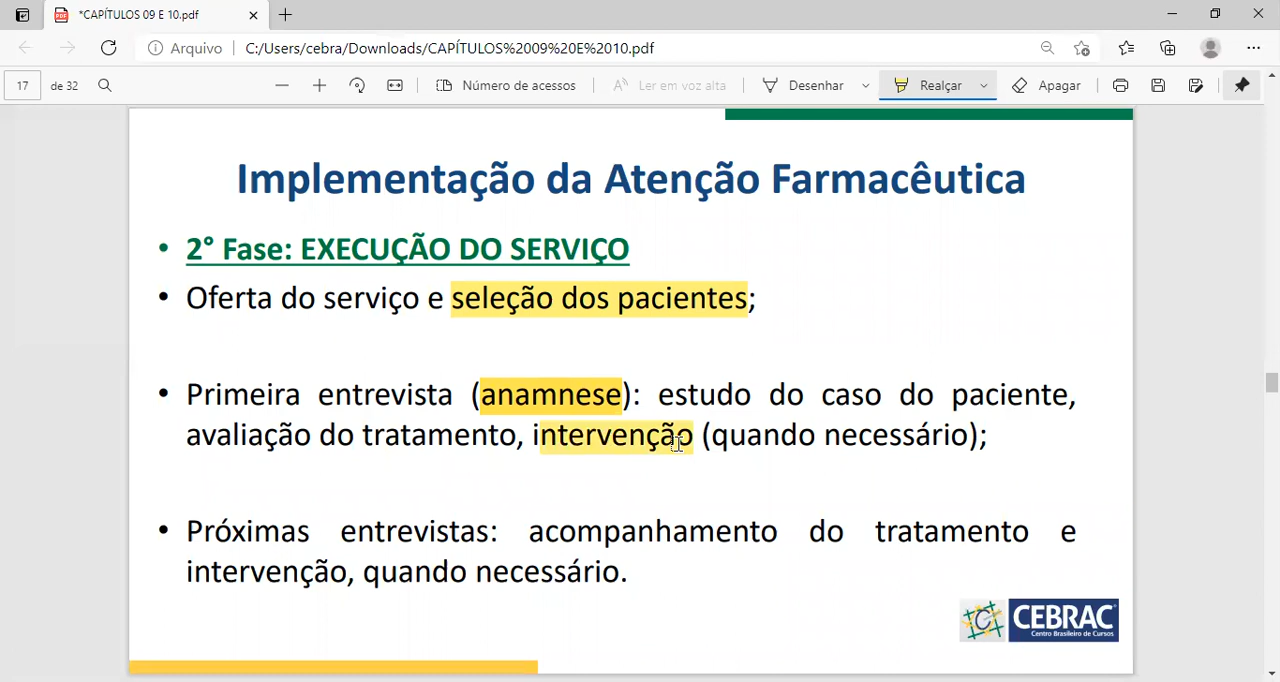 *CAPÍTULOS 09 E 10.pdf
Arquivo C:/Users/cebra/Downloads/CAPÍTULOS%2009%20E%2010.pdf
17 de 32 Número de acessos Ler em voz alta Desenhar Realçar Apagar
Implementação da Atenção Farmacêutica
• 2° Fase: EXECUÇÃO DO SERVIÇO
• Oferta do serviço e seleção dos pacientes;
• Primeira entrevista (anamnese): estudo do caso do paciente,
avaliação do tratamento, intervenção (quando necessário);
• Próximas entrevistas: acompanhamento do tratamento e
intervenção, quando necessário.
CEBRAC
Centro Brasileiro de Cursos